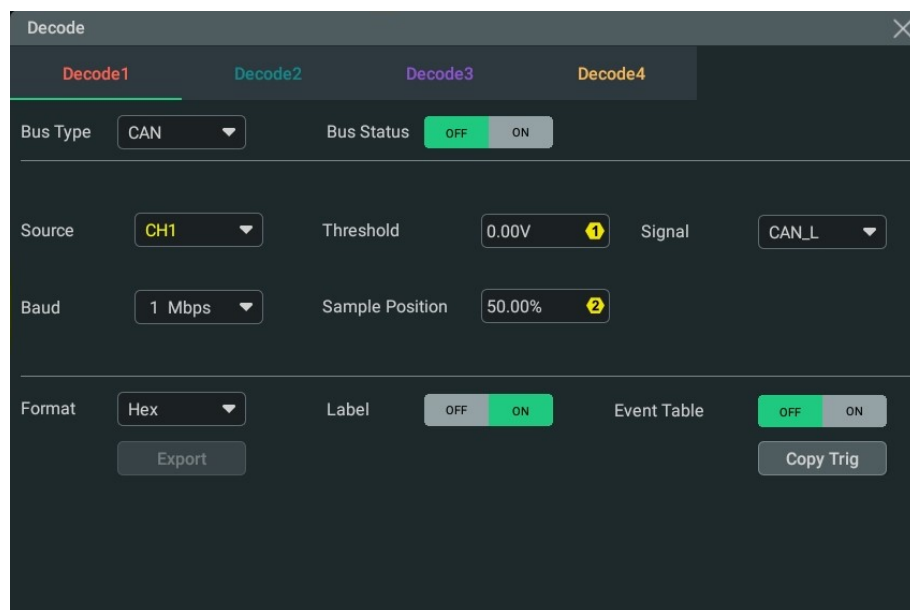 Decode
Decode1 Decode2 Decode3 Decode4
Bus Type CAN Bus Status OFF ON
Source CH1 Threshold 0.00V 1 Signal CAN_L
Baud 1 Mbps Sample Position 50.00% 2
Format Hex Label OFF ON Event Table OFF ON
Export Copy Trig